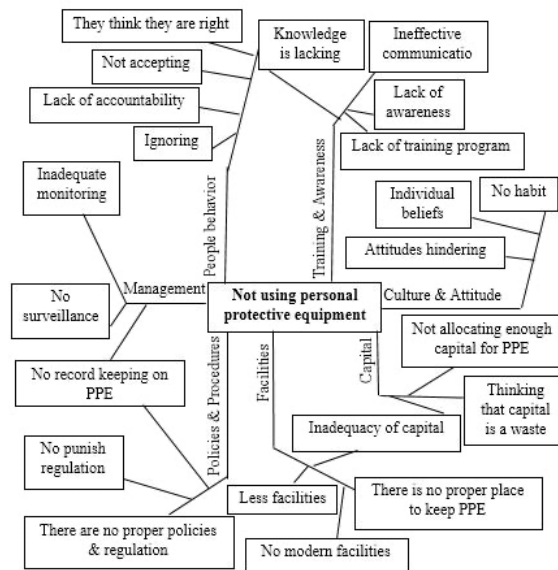 They think they are right
Knowledge
is lacking
Ineffective
communicatio
Not accepting
Lack of accountability
Lack of
awareness
Ignoring
Lack of training program
Inadequate
monitoring
People behavior
Training & Awareness
Individual
beliefs
No habit
Attitudes hindering
Management
Not using personal
protective equipment
Culture & Attitude
No
surveillance
No record keeping on
PPE
Policies & Procedures
Facilities
Capital
Not allocating enough
capital for PPE
Thinking
that capital
is a waste
Inadequacy of capital
No punish
regulation
Less facilities
There is no proper place
to keep PPE
There are no proper policies
& regulation
No modern facilities